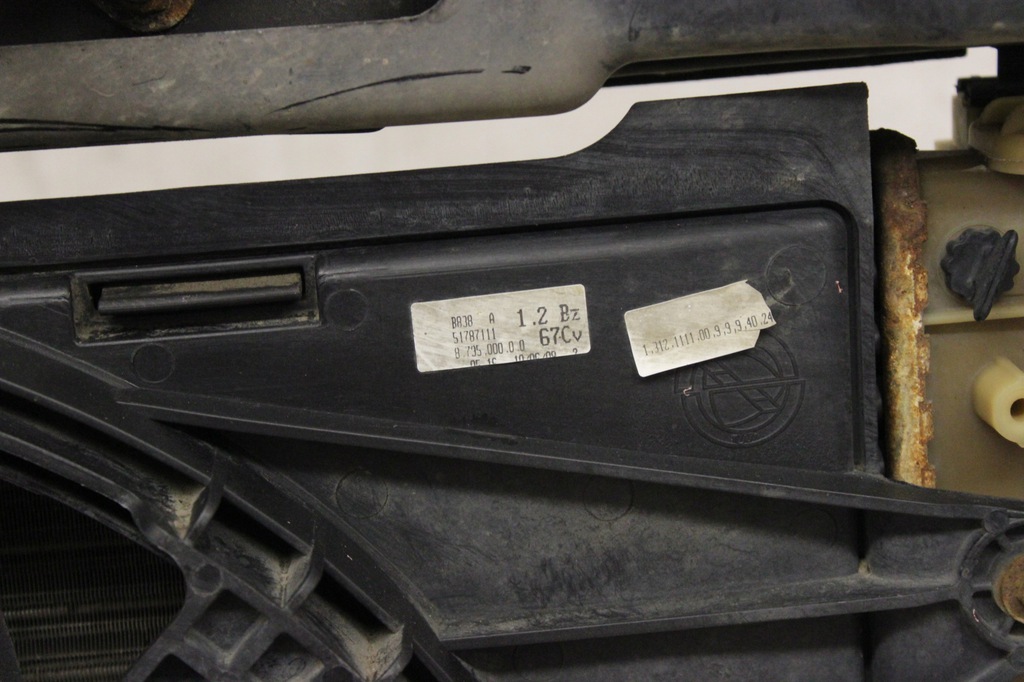 BA38 A 1.2 Bz
51787111 67Cv
8.735.000.0.0
1.312.1111.00.9.9.9.40.24